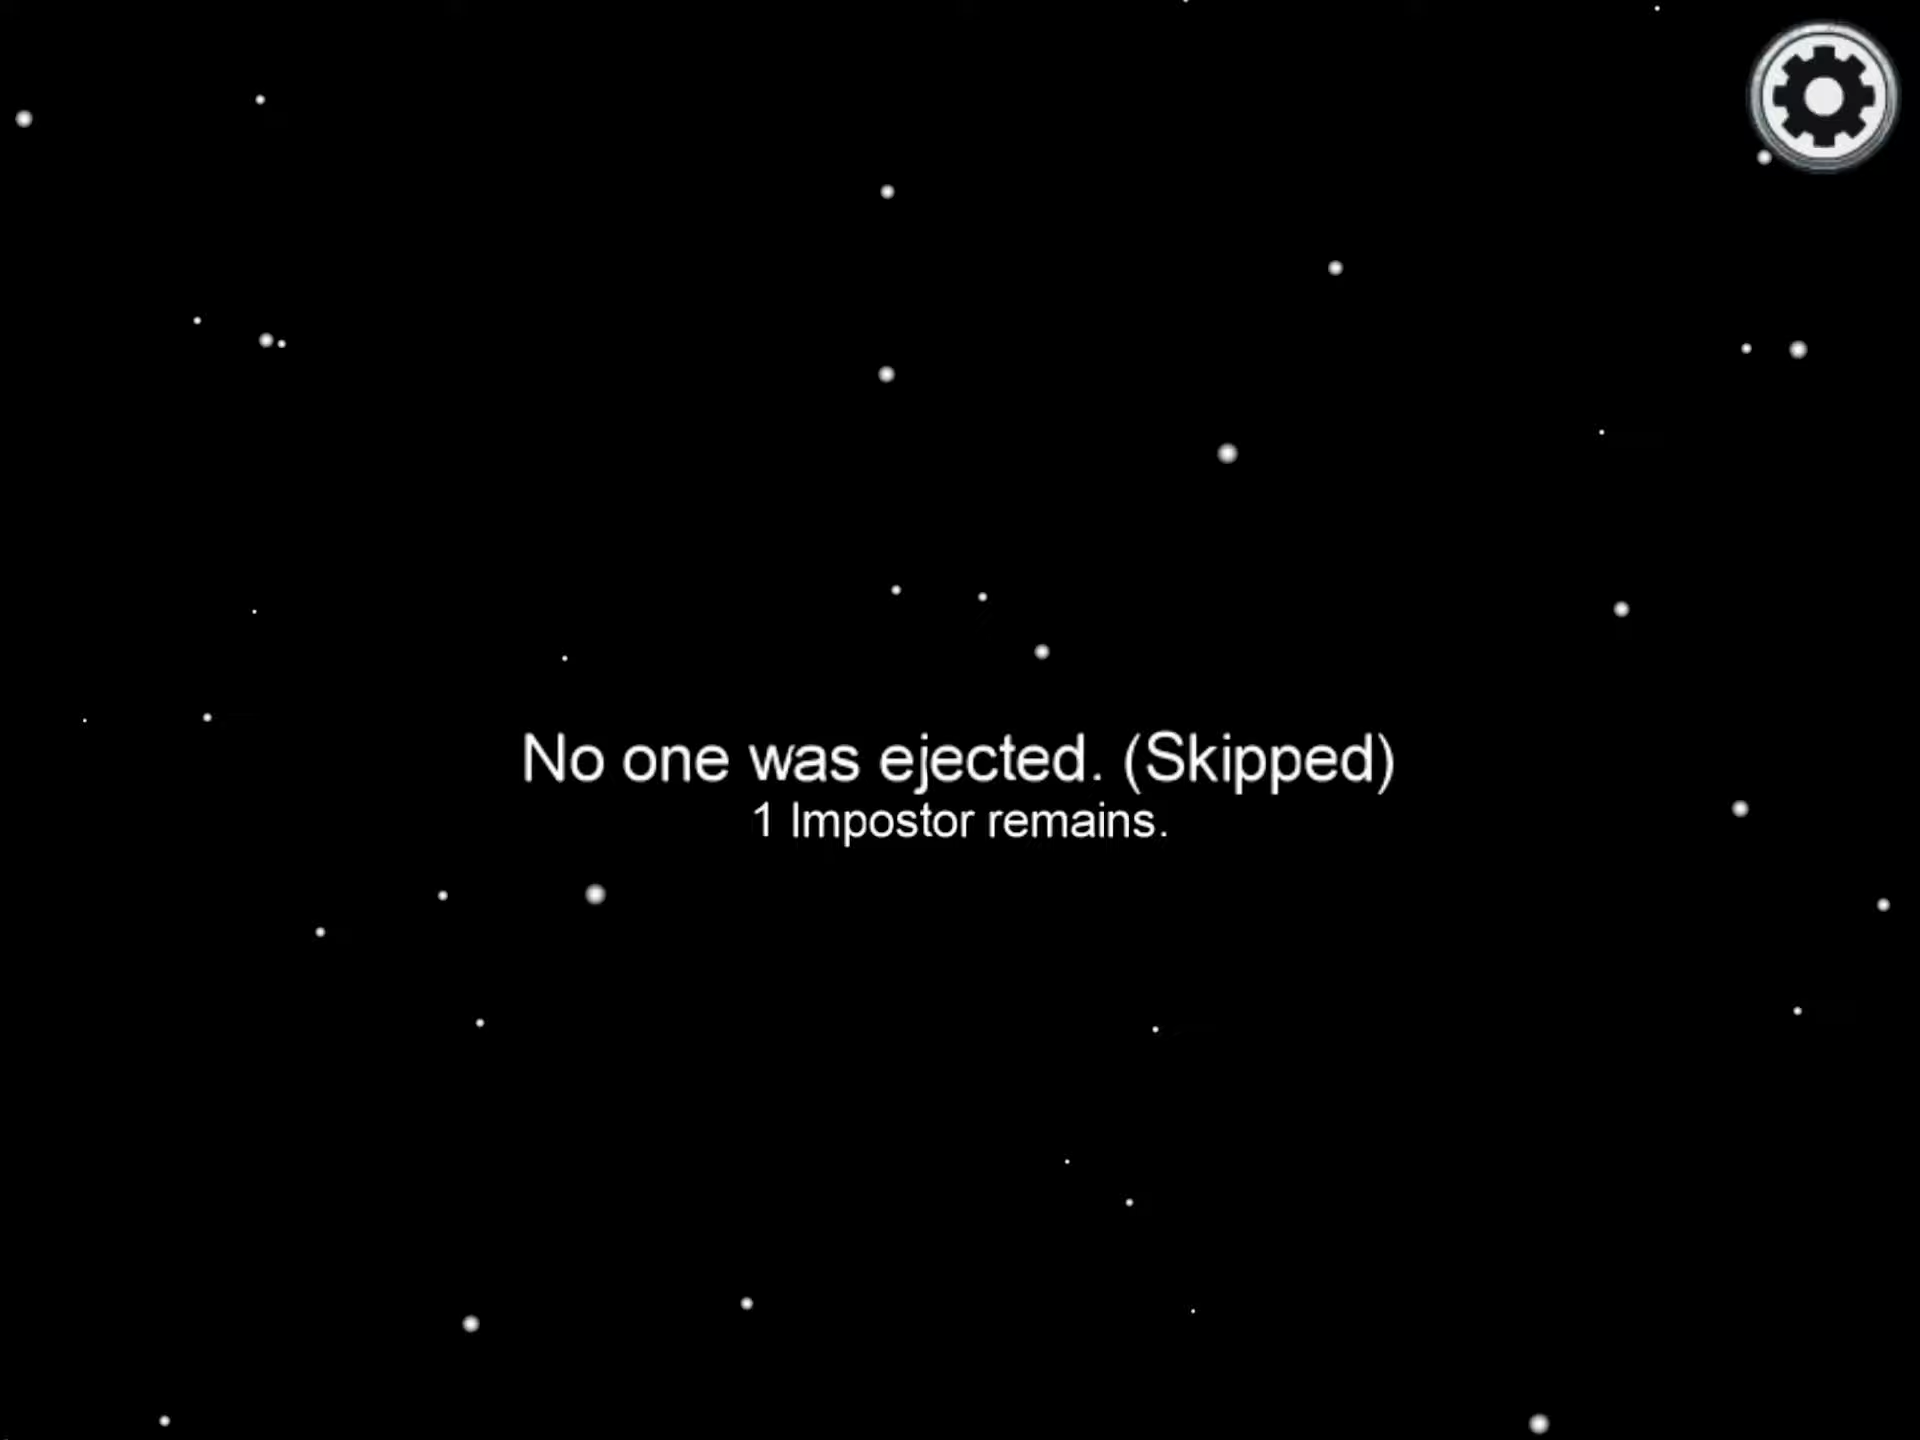 No one was ejected. (Skipped)
1 Impostor remains.